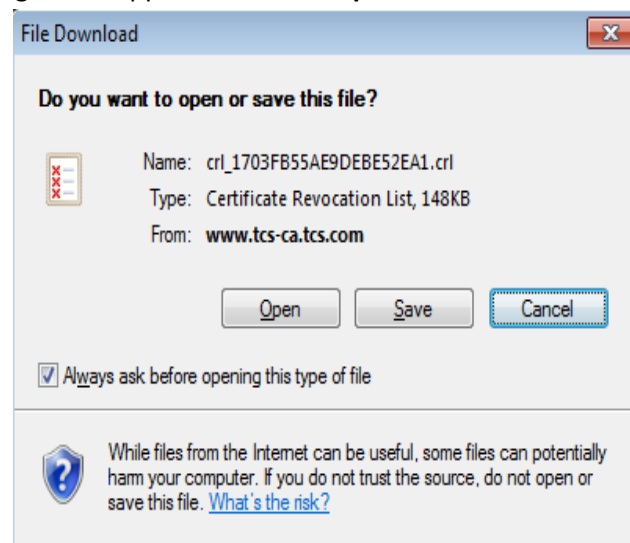 File Download
Do you want to open or save this file?
Name: crl_1703FB55AE9DEBE52EA1.crl
Type: Certificate Revocation List, 148KB
From: www.tcs-ca.tcs.com
Open Save Cancel
Always ask before opening this type of file
While files from the Internet can be useful, some files can potentially
harm your computer. If you do not trust the source, do not open or
save this file. What's the risk?